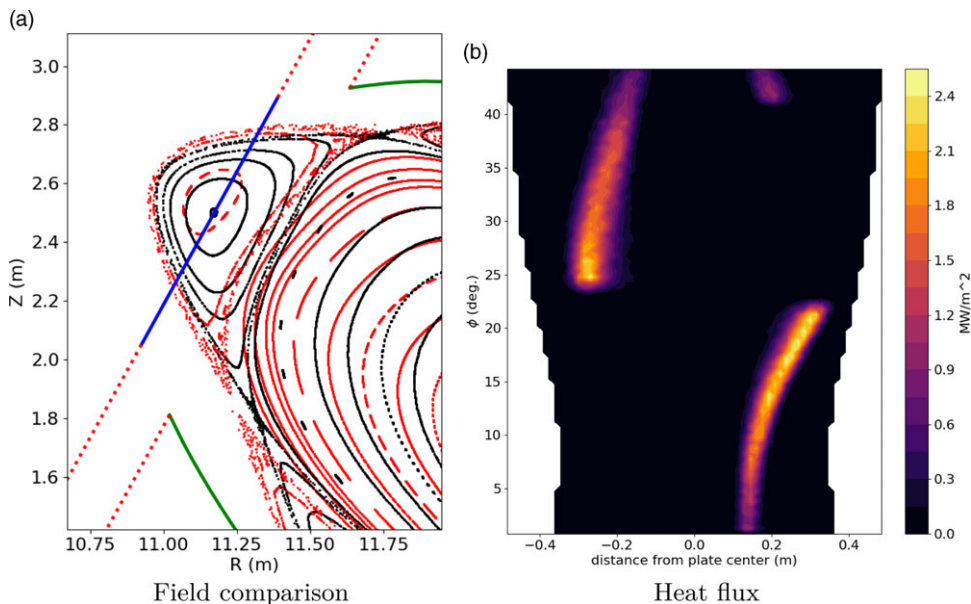 (a)
3.0
2.8
2.6
2.4
2.2
2.0
1.8
1.6
Z (m)
10.75 11.00 11.25 11.50 11.75
R (m)
Field comparison
(b)
40
35
30
25
20
15
10
5
ϕ (deg.)
−0.4 −0.2 0.0 0.2 0.4
distance from plate center (m)
2.4
2.1
1.8
1.5
1.2
0.9
0.6
0.3
0.0
MW/m^2
Heat flux